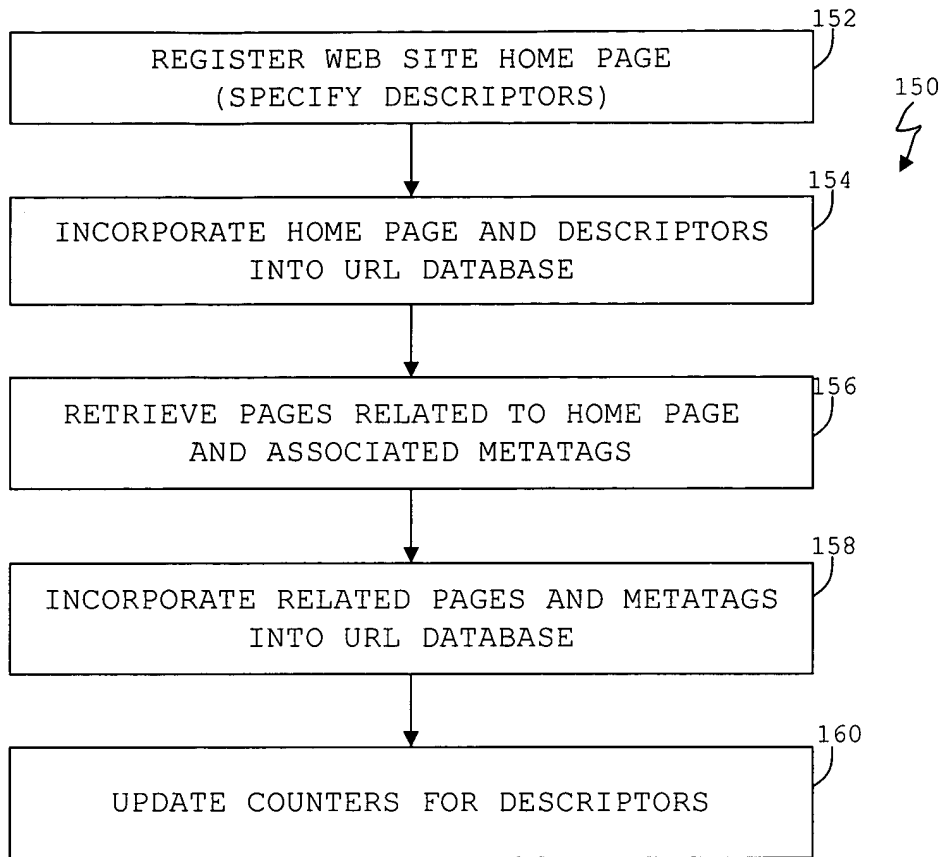 152
REGISTER WEB SITE HOME PAGE
(SPECIFY DESCRIPTORS)
150
154
INCORPORATE HOME PAGE AND DESCRIPTORS
INTO URL DATABASE
156
RETRIEVE PAGES RELATED TO HOME PAGE
AND ASSOCIATED METATAGS
158
INCORPORATE RELATED PAGES AND METATAGS
INTO URL DATABASE
160
UPDATE COUNTERS FOR DESCRIPTORS